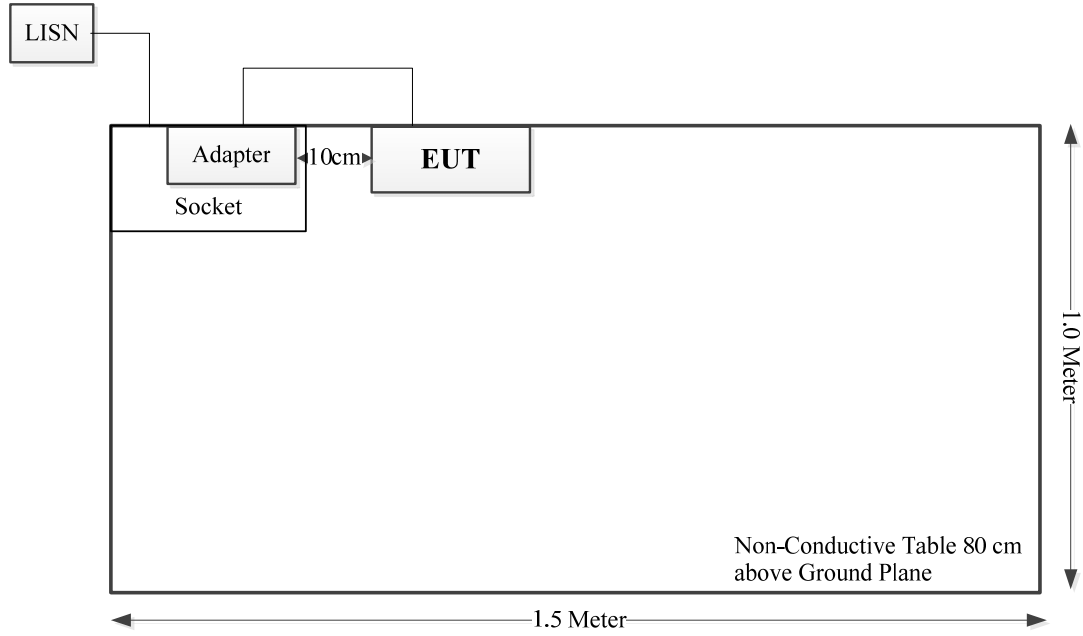 LISN
Adapter
10cm
EUT
Socket
1.0 Meter
Non-Conductive Table 80 cm
above Ground Plane
1.5 Meter